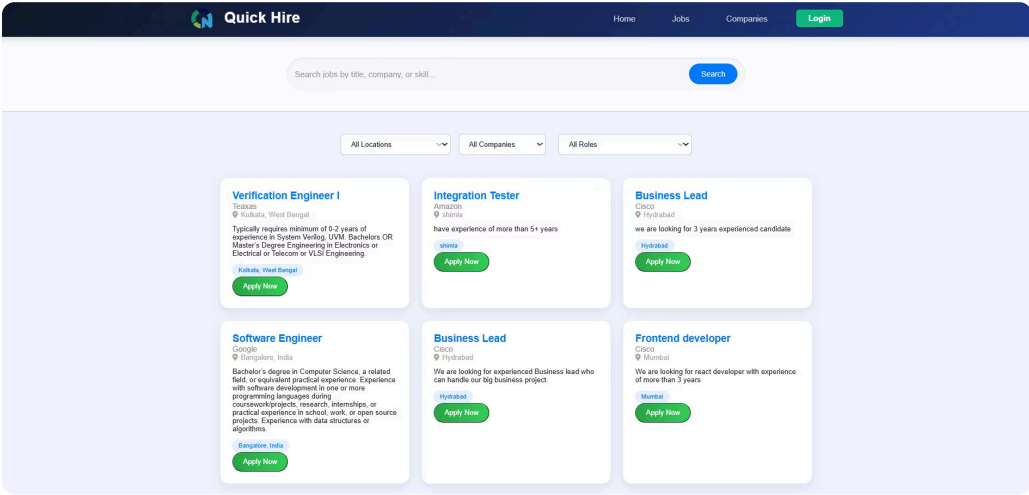 Quick Hire
Home
Jobs
Companies
Login
Search jobs by title, company, or skill...
Search
All Locations
All Companies
All Roles
Verification Engineer I
Teaxas
Kolkata, West Bengal
Typically requires minimum of 0-2 years of
experience in System Verilog, UVM. Bachelors OR
Master's Degree Engineering in Electronics or
Electrical or Telecom or VLSI Engineering.
Kolkata, West Bengal
Apply Now
Integration Tester
Amazon
shimla
have experience of more than 5+ years
shimla
Apply Now
Business Lead
Cisco
Hydrabad
we are looking for 3 years experienced candidate
Hydrabad
Apply Now
Software Engineer
Google
Bangalore, India
Bachelor's degree in Computer Science, a related
field, or equivalent practical experience. Experience
with software development in one or more
programming languages during
coursework/projects, research, internships, or
practical experience in school, work, or open source
projects. Experience with data structures or
algorithms.
Bangalore, India
Apply Now
Business Lead
Cisco
Hydrabad
We are looking for experienced Business lead who
can handle our big business project.
Hydrabad
Apply Now
Frontend developer
Cisco
Mumbai
We are looking for react developer with experience
of more than 3 years
Mumbai
Apply Now